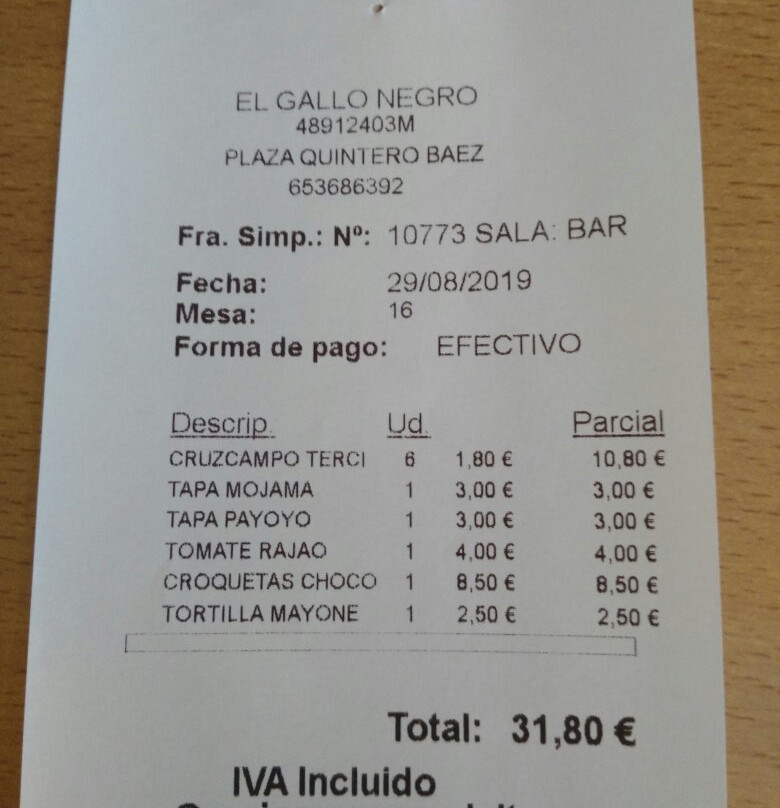 EL GALLO NEGRO
48912403M
PLAZA QUINTERO BAEZ
653686392
Fra. Simp.: Nº: 10773 SALA: BAR
Fecha: 29/08/2019
Mesa: 16
Forma de pago: EFECTIVO
Descrip. Ud. Parcial
CRUZCAMPO TERCI 6 1,80 € 10,80 €
TAPA MOJAMA 1 3,00 € 3,00 €
TAPA PAYOYO 1 3,00 € 3,00 €
TOMATE RAJAO 1 4,00 € 4,00 €
CROQUETAS CHOCO 1 8,50 € 8,50 €
TORTILLA MAYONE 1 2,50 € 2,50 €
Total: 31,80 €
IVA Incluido